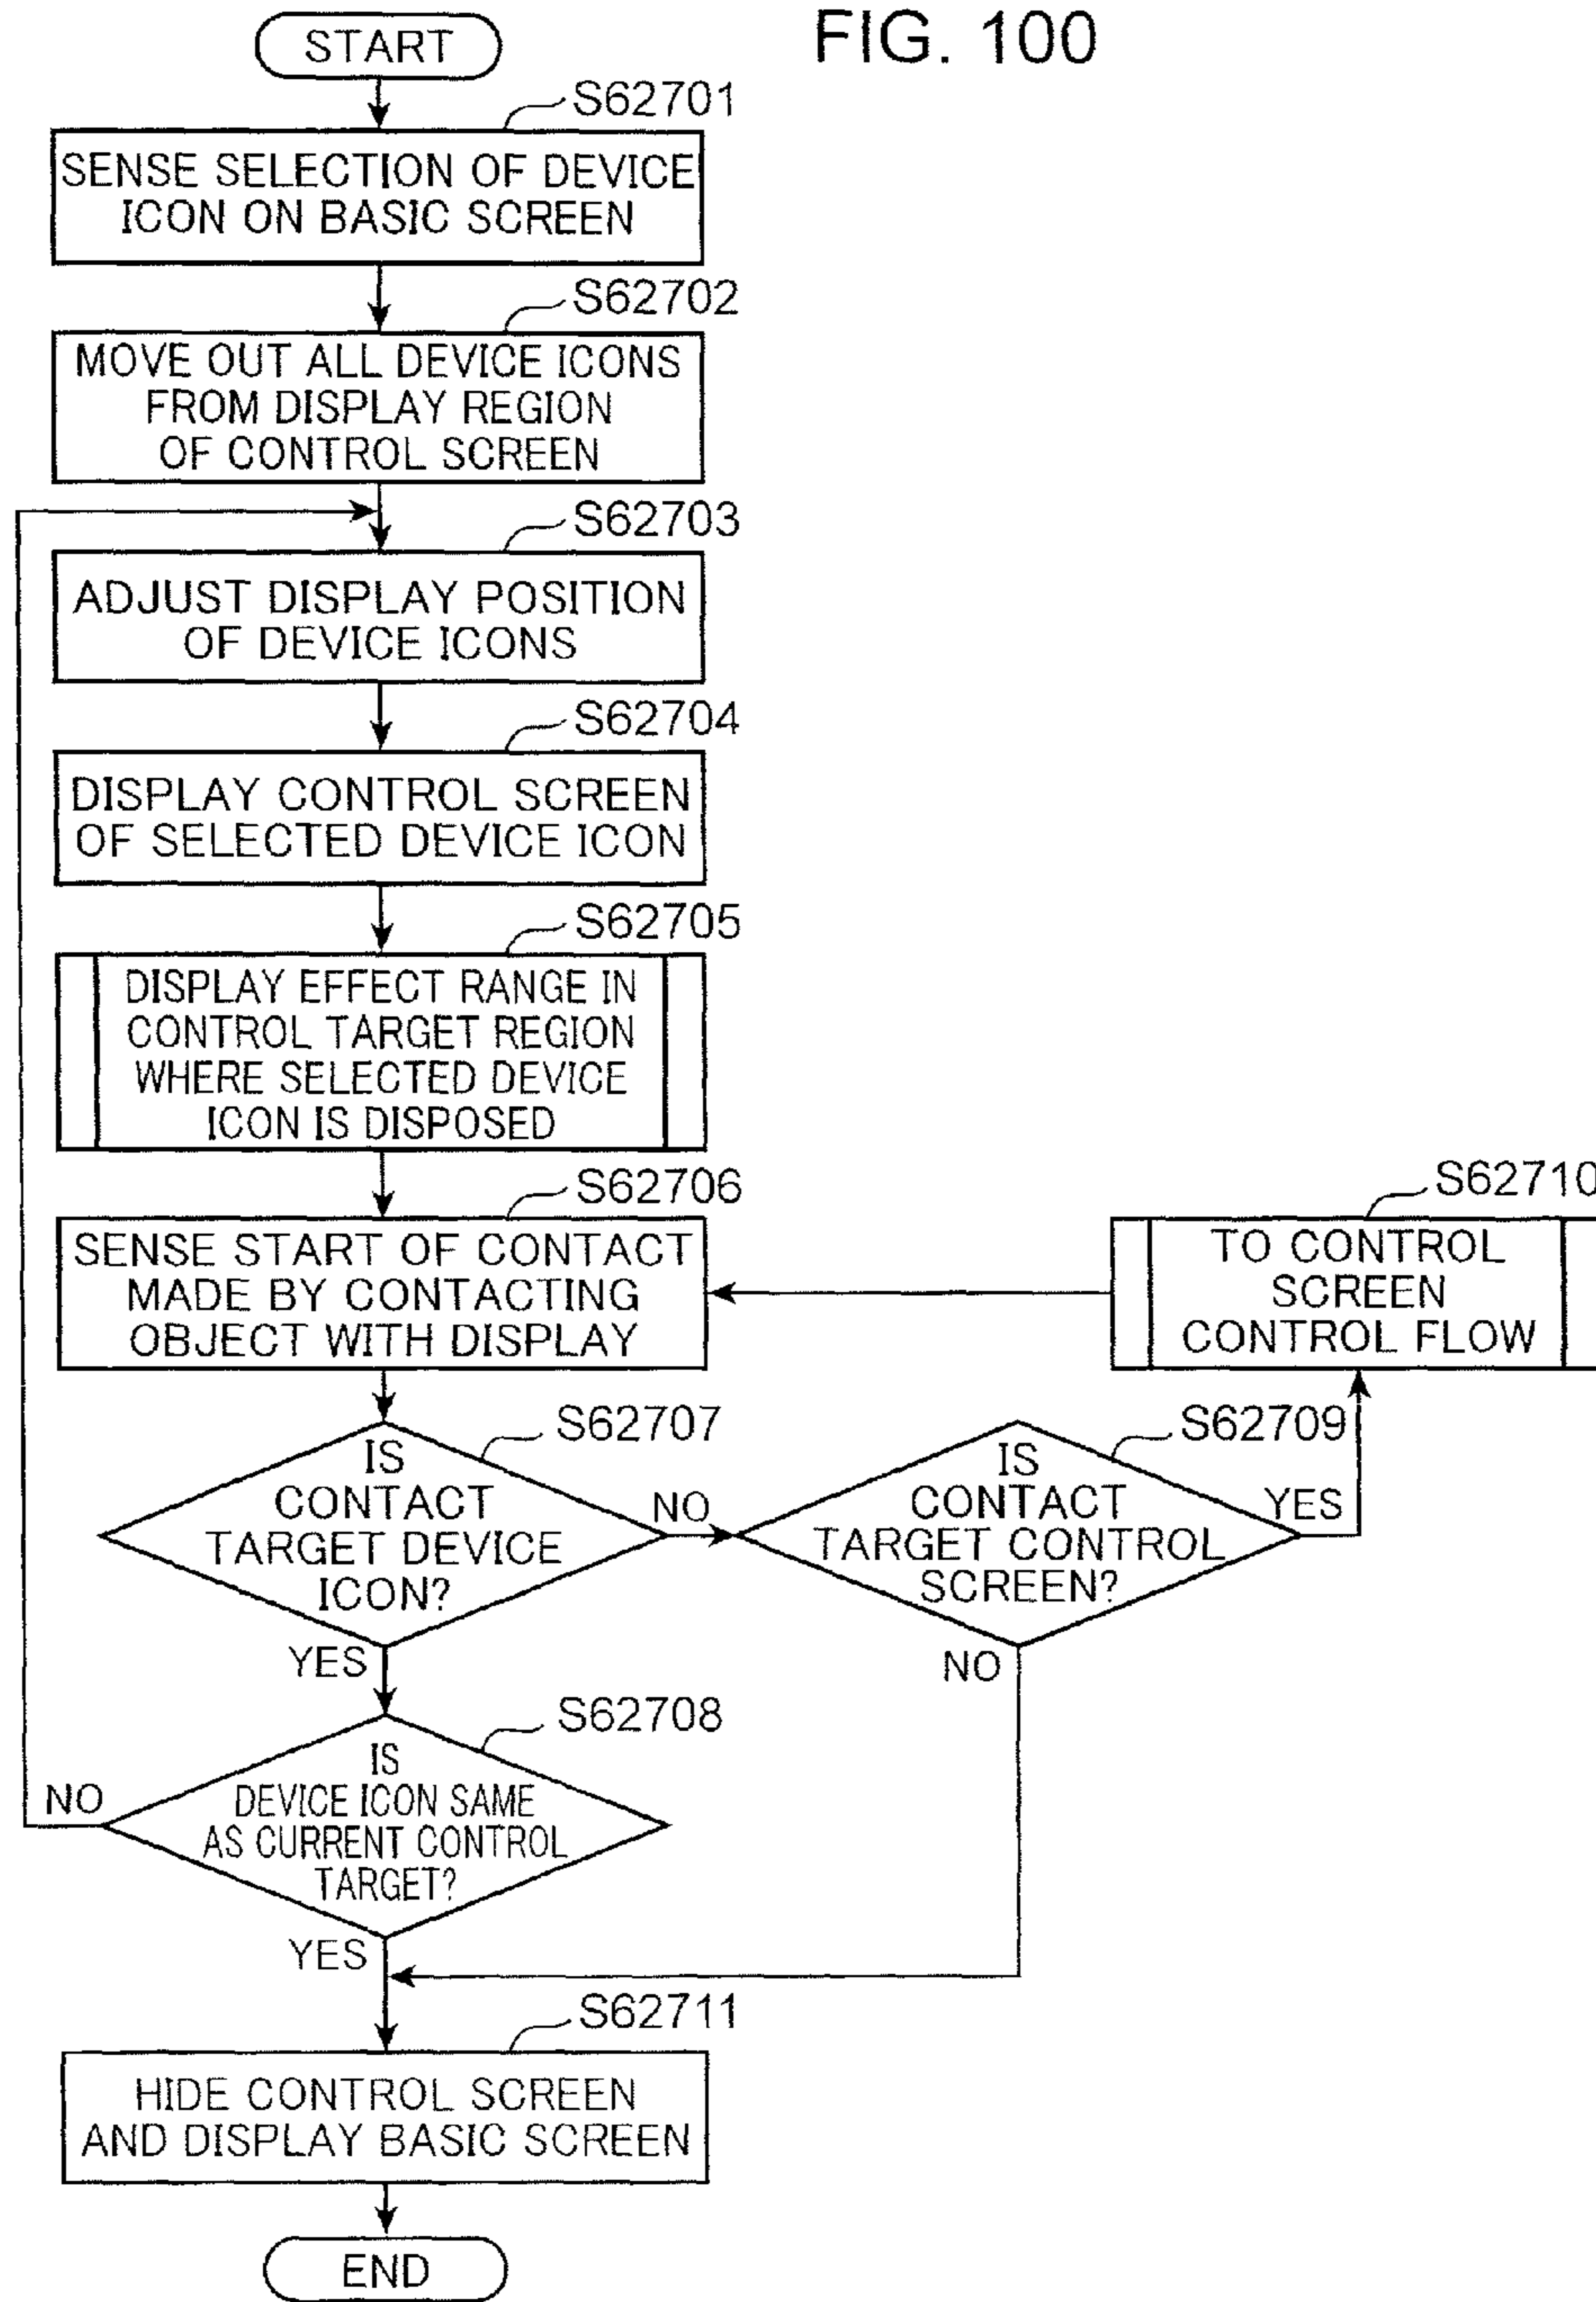 FIG. 100
START
S62701
SENSE SELECTION OF DEVICE
ICON ON BASIC SCREEN
S62702
MOVE OUT ALL DEVICE ICONS
FROM DISPLAY REGION
OF CONTROL SCREEN
S62703
ADJUST DISPLAY POSITION
OF DEVICE ICONS
S62704
DISPLAY CONTROL SCREEN
OF SELECTED DEVICE ICON
S62705
DISPLAY EFFECT RANGE IN
CONTROL TARGET REGION
WHERE SELECTED DEVICE
ICON IS DISPOSED
S62706
SENSE START OF CONTACT
MADE BY CONTACTING
OBJECT WITH DISPLAY
S62710
TO CONTROL
SCREEN
CONTROL FLOW
S62707
IS
CONTACT
TARGET DEVICE
ICON?
NO
YES
S62709
IS
CONTACT
TARGET CONTROL
SCREEN?
YES
NO
S62708
IS
DEVICE ICON SAME
AS CURRENT CONTROL
TARGET?
NO
YES
S62711
HIDE CONTROL SCREEN
AND DISPLAY BASIC SCREEN
END